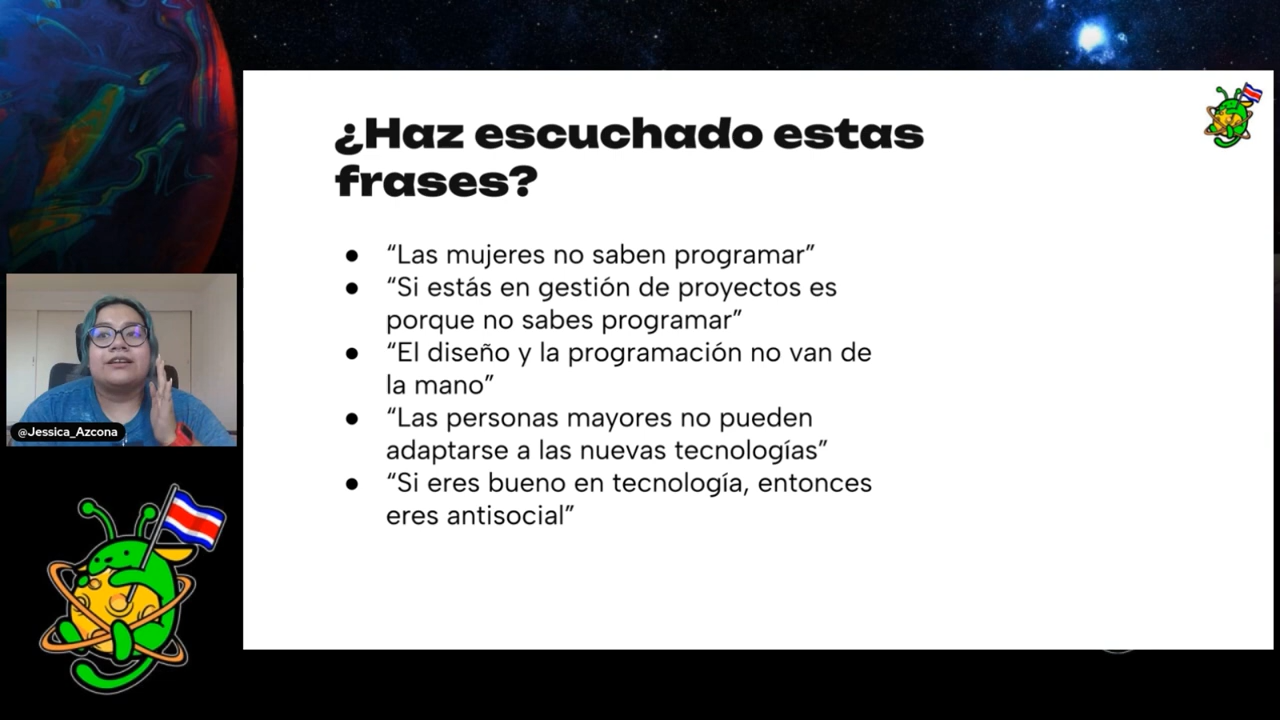 ¿Haz escuchado estas
frases?
● “Las mujeres no saben programar”
● “Si estás en gestión de proyectos es
porque no sabes programar”
● “El diseño y la programación no van de
la mano”
● “Las personas mayores no pueden
adaptarse a las nuevas tecnologías”
● “Si eres bueno en tecnología, entonces
eres antisocial”
@Jessica_Azcona